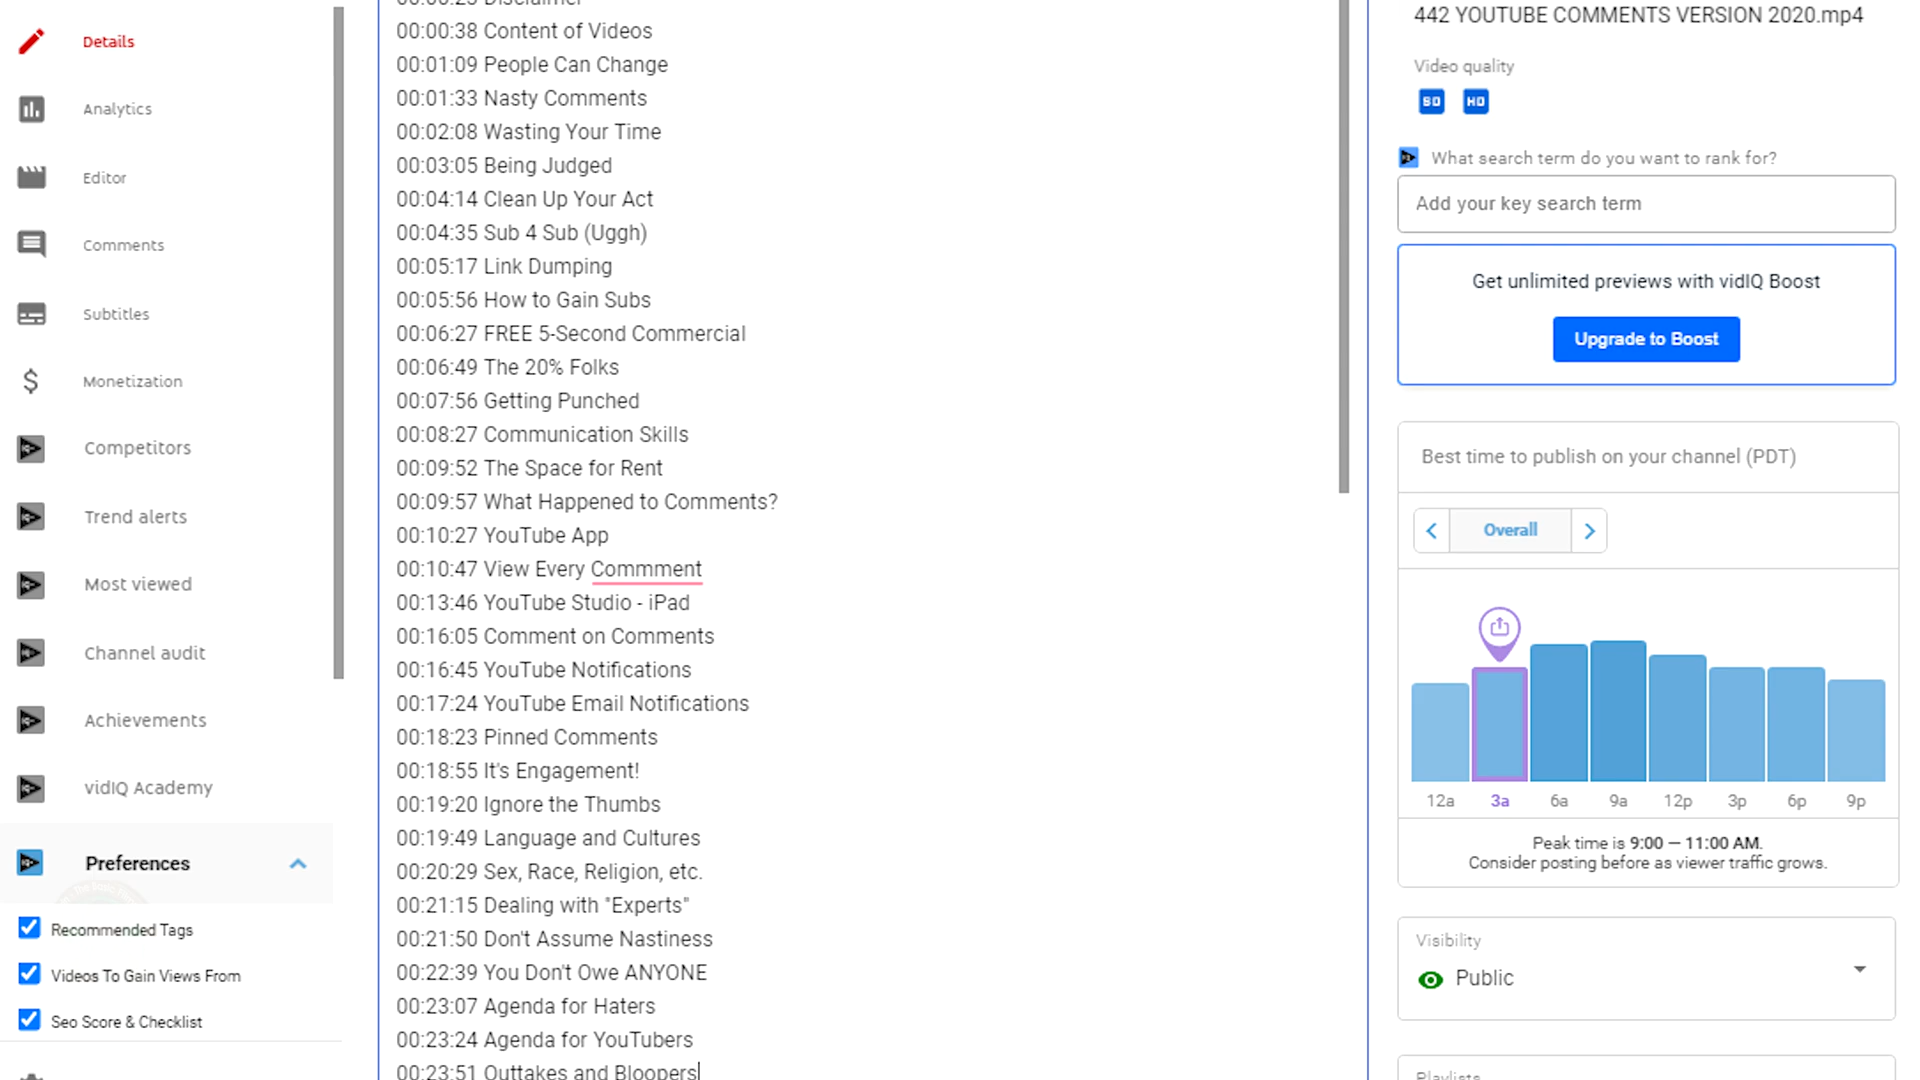 Details
Analytics
Editor
Comments
Subtitles
Monetization
Competitors
Trend alerts
Most viewed
Channel audit
Achievements
vidIQ Academy
Preferences
Recommended Tags
Videos To Gain Views From
Seo Score & Checklist
00:00:25 Disclaimer
00:00:38 Content of Videos
00:01:09 People Can Change
00:01:33 Nasty Comments
00:02:08 Wasting Your Time
00:03:05 Being Judged
00:04:14 Clean Up Your Act
00:04:35 Sub 4 Sub (Uggh)
00:05:17 Link Dumping
00:05:56 How to Gain Subs
00:06:27 FREE 5-Second Commercial
00:06:49 The 20% Folks
00:07:56 Getting Punched
00:08:27 Communication Skills
00:09:52 The Space for Rent
00:09:57 What Happened to Comments?
00:10:27 YouTube App
00:10:47 View Every Commment
00:13:46 YouTube Studio - iPad
00:16:05 Comment on Comments
00:16:45 YouTube Notifications
00:17:24 YouTube Email Notifications
00:18:23 Pinned Comments
00:18:55 It's Engagement!
00:19:20 Ignore the Thumbs
00:19:49 Language and Cultures
00:20:29 Sex, Race, Religion, etc.
00:21:15 Dealing with "Experts"
00:21:50 Don't Assume Nastiness
00:22:39 You Don't Owe ANYONE
00:23:07 Agenda for Haters
00:23:24 Agenda for YouTubers
00:23:51 Outtakes and Bloopers
442 YOUTUBE COMMENTS VERSION 2020.mp4
Video quality
SD HD
What search term do you want to rank for?
Add your key search term
Get unlimited previews with vidIQ Boost
Upgrade to Boost
Best time to publish on your channel (PDT)
Overall
12a 3a 6a 9a 12p 3p 6p 9p
Peak time is 9:00 — 11:00 AM.
Consider posting before as viewer traffic grows.
Visibility
Public
Playlists